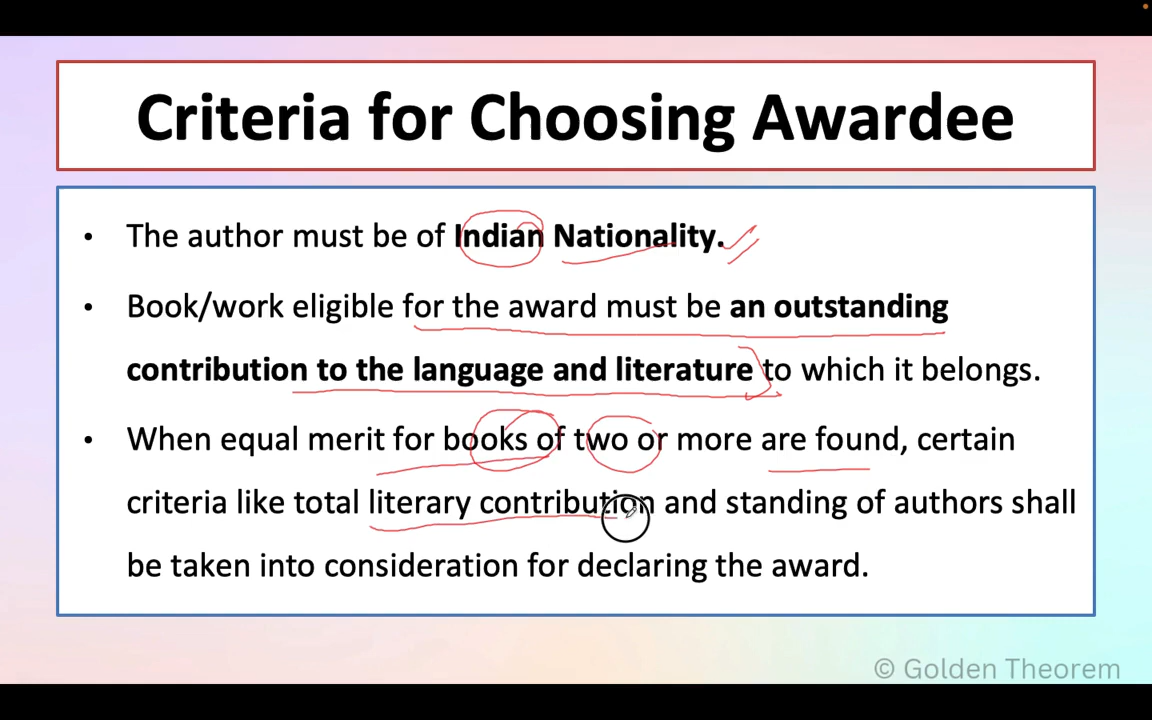 Criteria for Choosing Awardee
• The author must be of Indian Nationality.
• Book/work eligible for the award must be an outstanding
contribution to the language and literature to which it belongs.
• When equal merit for books of two or more are found, certain
criteria like total literary contribution and standing of authors shall
be taken into consideration for declaring the award.
© Golden Theorem